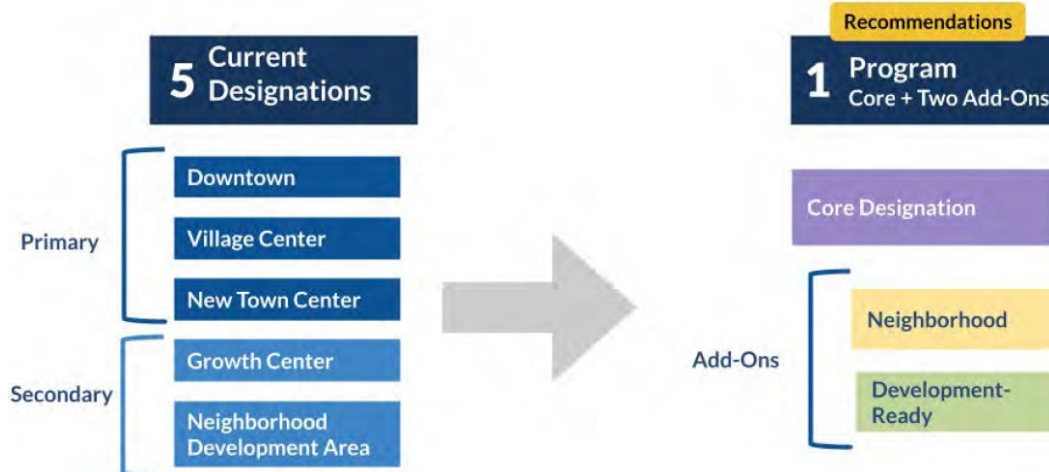 5 Current
Designations
Primary
Downtown
Village Center
New Town Center
Secondary
Growth Center
Neighborhood
Development Area
Recommendations
1 Program
Core + Two Add-Ons
Core Designation
Add-Ons
Neighborhood
Development-
Ready